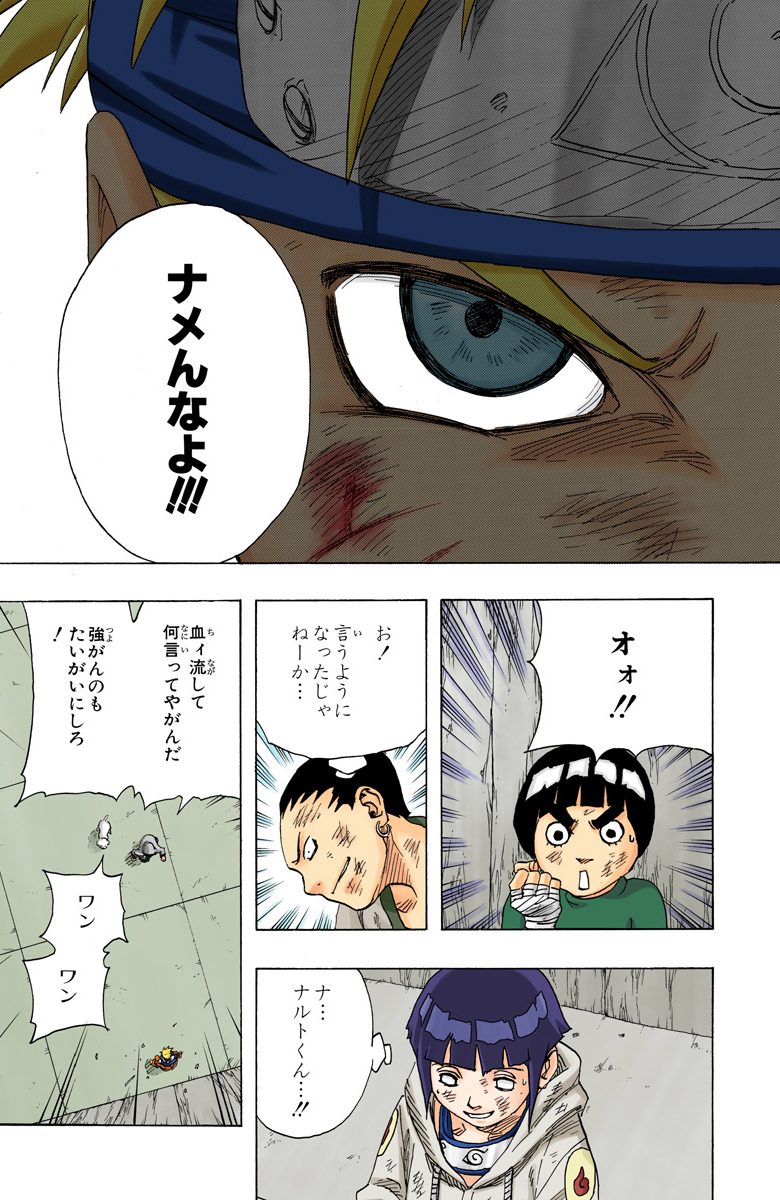 ナメんなよ!!!
オォ!!
お!
言うように
なったじゃ
ねーか…
ナ…
ナルトくん…!!
血ィ流して
何言ってやがんだ
強がんのも
たいがいにしろ
!
ワン
ワン